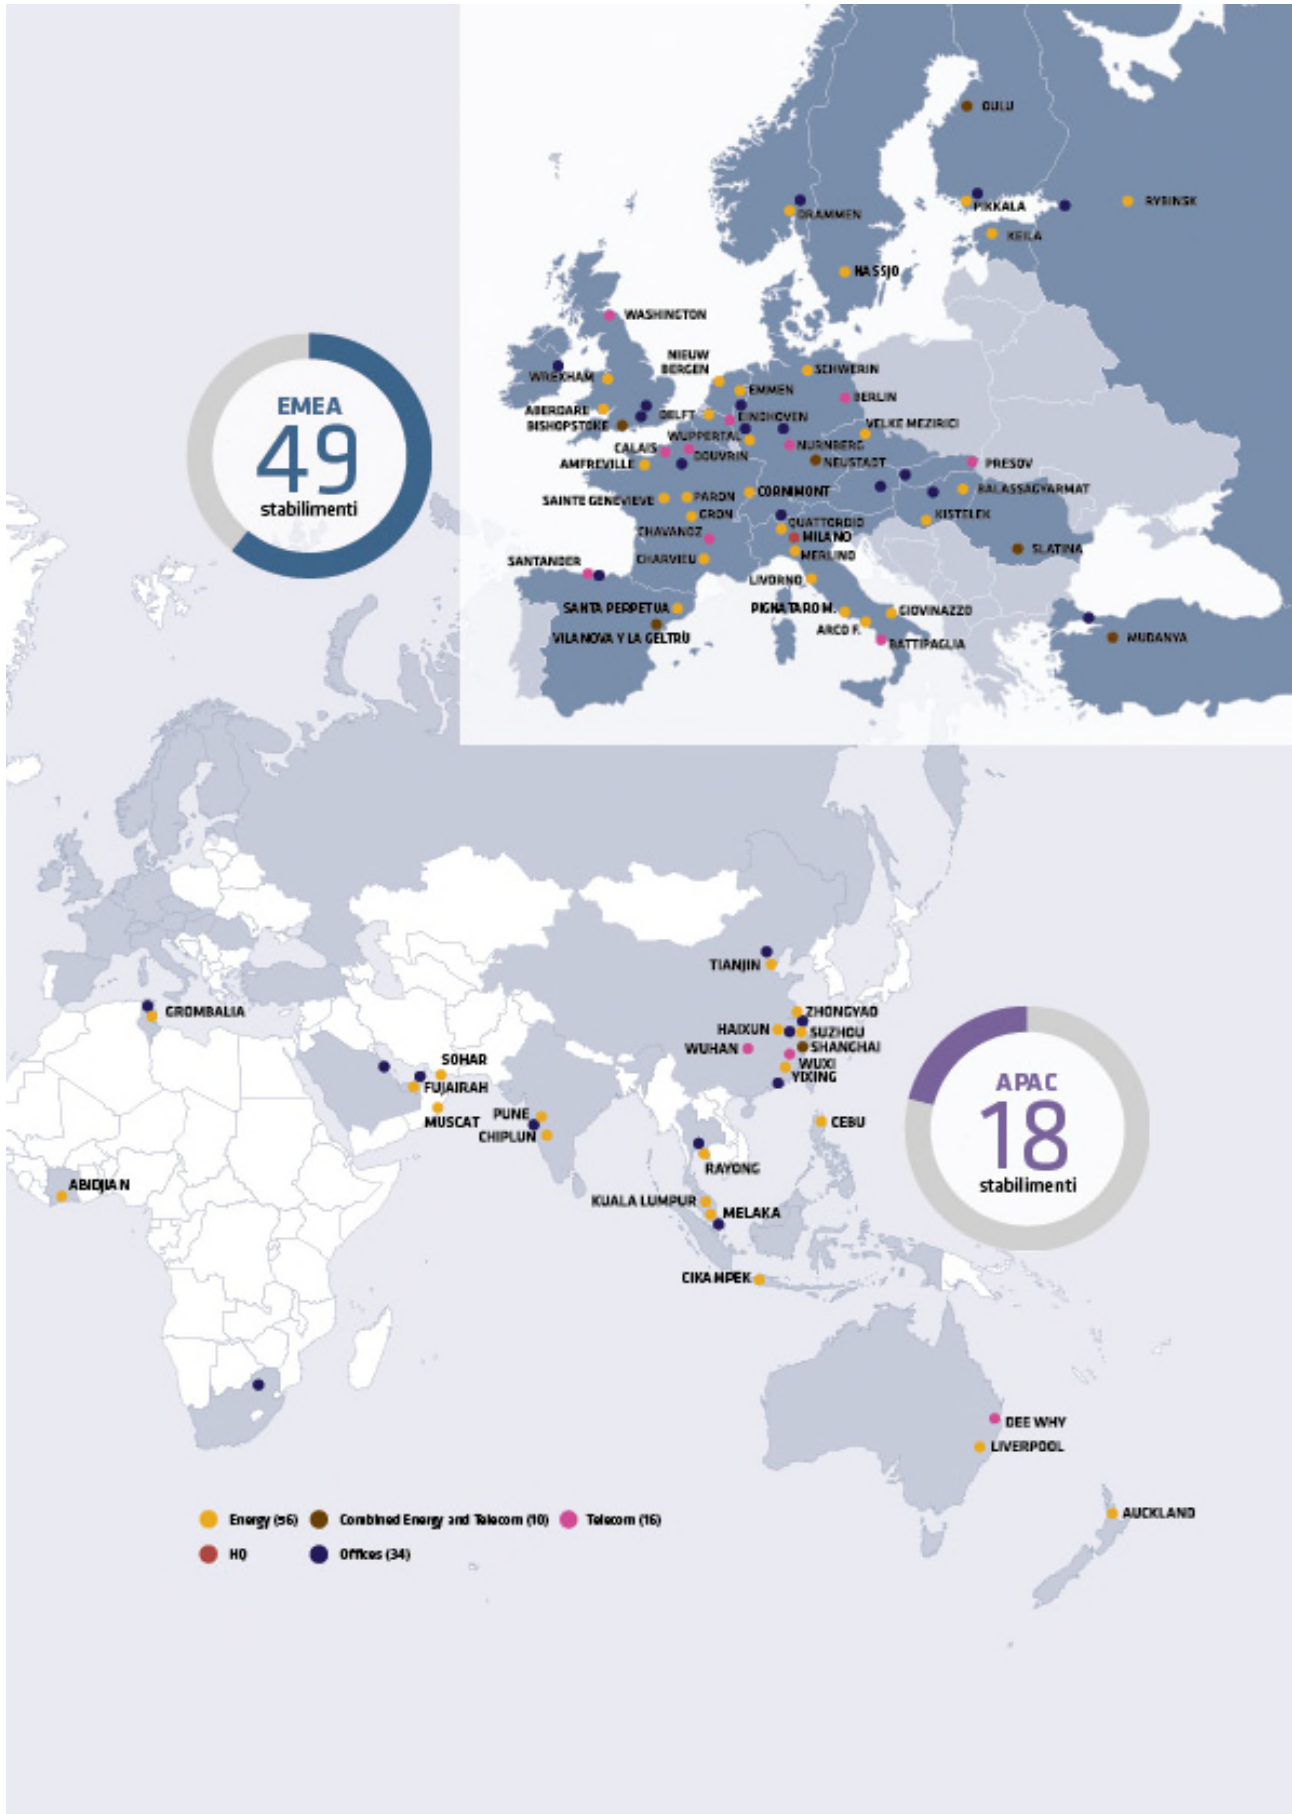 OULU
PIKKALA
RYBINSK
DRAMMEN
KEILA
NASSJO
WASHINGTON
NIEUW
BERGEN
SCHWERIN
WREXHAM
EMMEN
BERLIN
ABERDARE
DELFT
EINDHOVEN
BISHOPSTOKE
VELKE MEZIRICI
WUPPERTAL
NURNBERG
CALAIS
DOUVRIN
AMFREVILLE
NEUSTADT
PRESOV
SAINTE GENEVIEVE
PARON
CORNIMONT
BALASSAGYARMAT
GRON
QUATTORDIO
KISTELEK
CHAVANOZ
MILANO
SLATINA
SANTANDER
CHARVIEU
MERLINO
LIVORNO
SANTA PERPETUA
PIGNATARO M.
GIOVINAZZO
VILANOVA Y LA GELTRÙ
ARCO F.
BATTIPAGLIA
MUDANYA
EMEA
49
stabilimenti
TIANJIN
GROMBALIA
ZHONGYAO
HAIXUN
SUZHOU
WUHAN
SHANGHAI
SOHAR
WUXI
FUJAIRAH
YIXING
MUSCAT
PUNE
CEBU
CHIPLUN
RAYONG
ABIDJIAN
KUALA LUMPUR
MELAKA
CIKAMPEK
APAC
18
stabilimenti
DEE WHY
LIVERPOOL
AUCKLAND
Energy (56) Combined Energy and Telecom (10) Telecom (16)
HQ Offices (34)